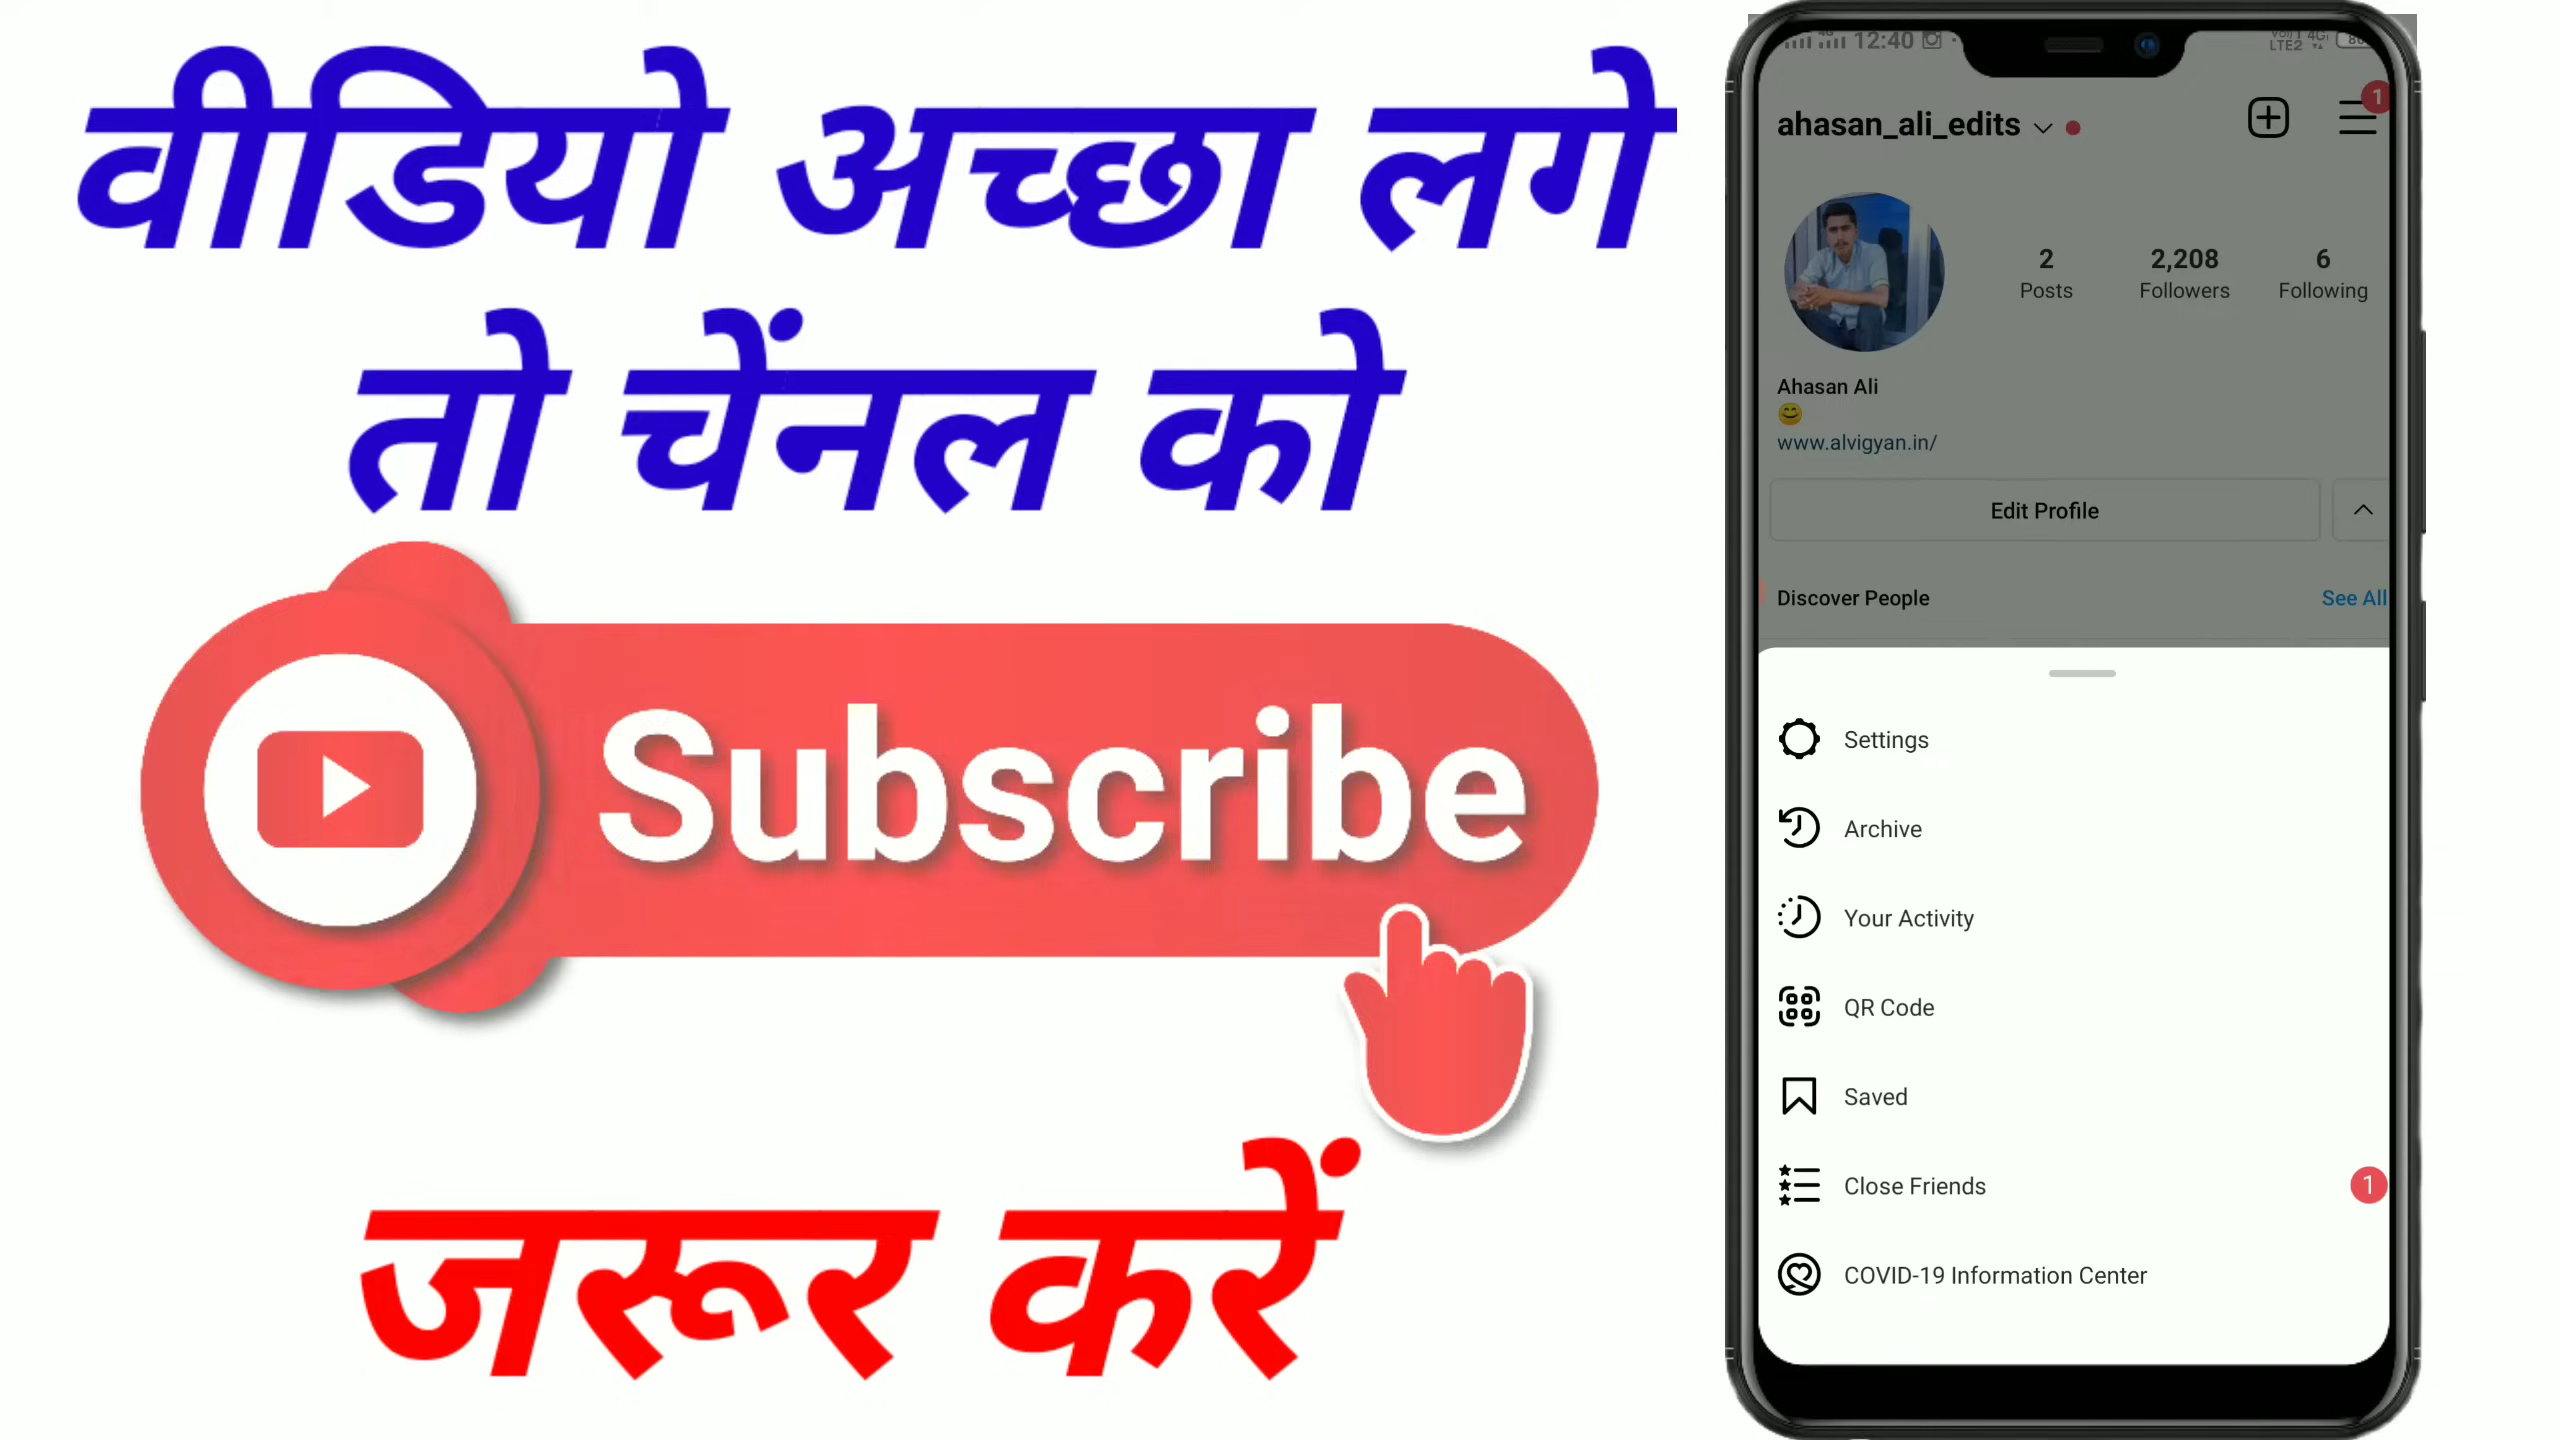 वीडियो अच्छा लगे
तो चेंनल को
Subscribe
जरूर करें
12:40
LTE2
ahasan_ali_edits
1
2
2,208
6
Posts
Followers
Following
Ahasan Ali
www.alvigyan.in/
Edit Profile
Discover People
See All
Settings
Archive
Your Activity
QR Code
Saved
Close Friends
1
COVID-19 Information Center